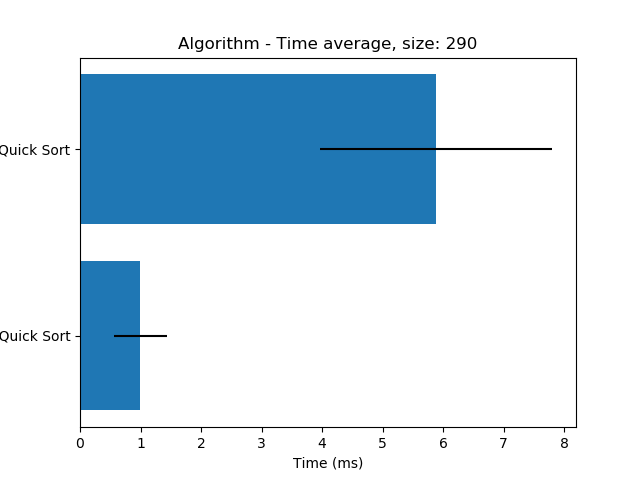 Algorithm - Time average, size: 290
Quick Sort
Quick Sort
0 1 2 3 4 5 6 7 8
Time (ms)